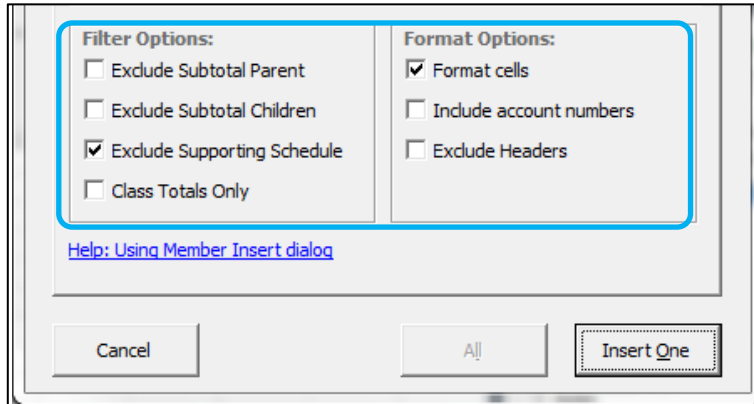 Filter Options:
Exclude Subtotal Parent
Exclude Subtotal Children
Exclude Supporting Schedule
Class Totals Only
Format Options:
Format cells
Include account numbers
Exclude Headers
Help: Using Member Insert dialog
Cancel
All
Insert One